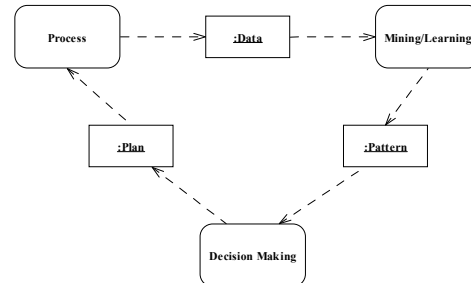 Process
:Data
Mining/Learning
:Plan
:Pattern
Decision Making